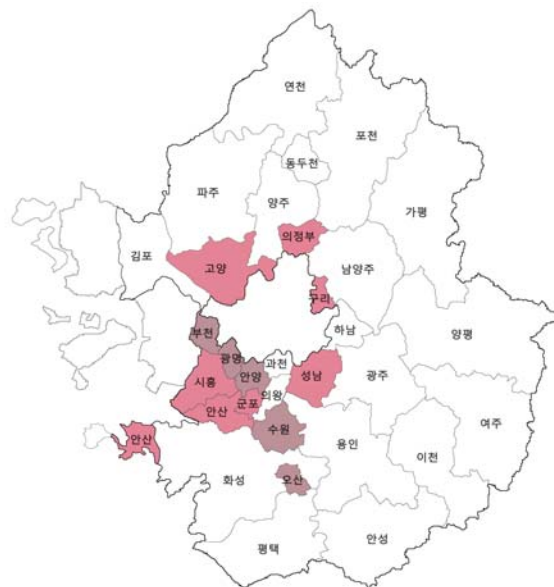 연천
포천
동두천
파주
양주
가평
의정부
김포
고양
남양주
구리
부천
하남
양평
광명
과천
안양
시흥
성남
광주
의왕
군포
안산
수원
여주
안산
용인
이천
화성
오산
안성
평택